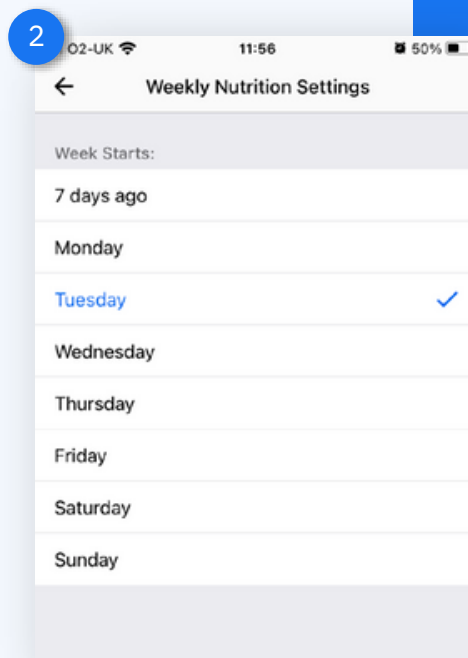 2
O2-UK 11:56 50%
Weekly Nutrition Settings
Week Starts:
7 days ago
Monday
Tuesday
Wednesday
Thursday
Friday
Saturday
Sunday